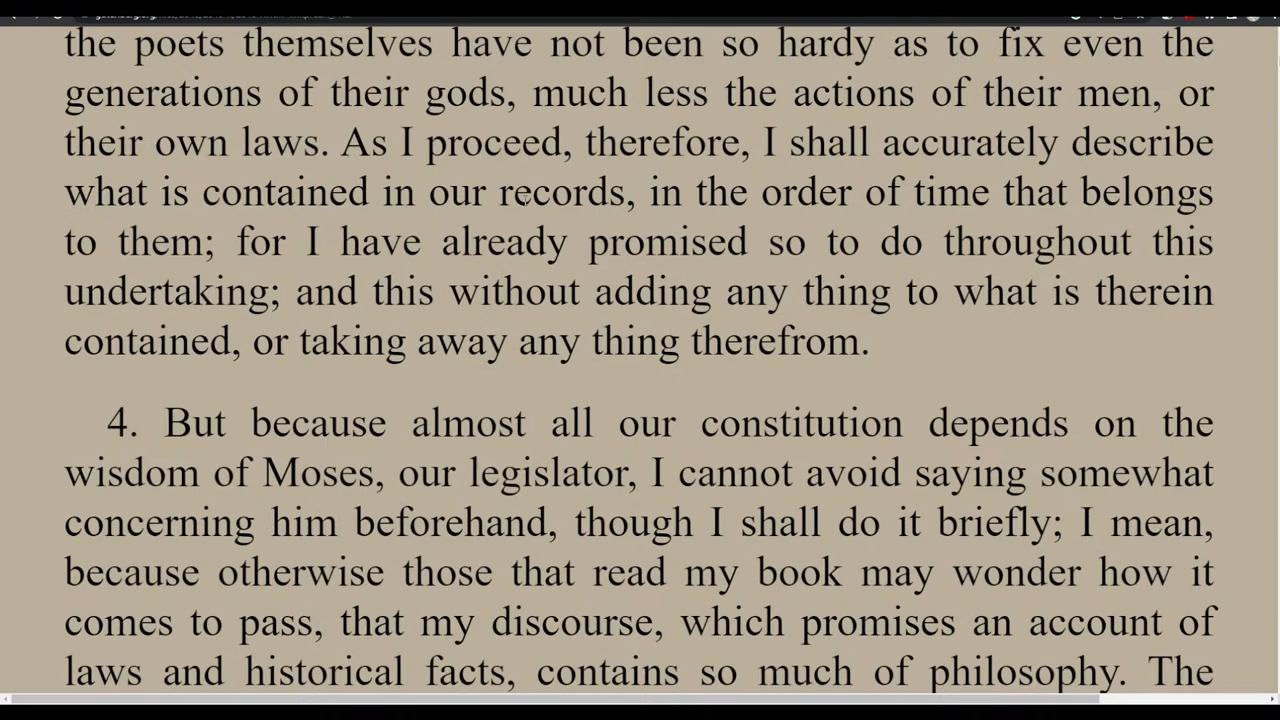 the poets themselves have not been so hardy as to fix even the
generations of their gods, much less the actions of their men, or
their own laws. As I proceed, therefore, I shall accurately describe
what is contained in our records, in the order of time that belongs
to them; for I have already promised so to do throughout this
undertaking; and this without adding any thing to what is therein
contained, or taking away any thing therefrom.
4. But because almost all our constitution depends on the
wisdom of Moses, our legislator, I cannot avoid saying somewhat
concerning him beforehand, though I shall do it briefly; I mean,
because otherwise those that read my book may wonder how it
comes to pass, that my discourse, which promises an account of
laws and historical facts, contains so much of philosophy. The